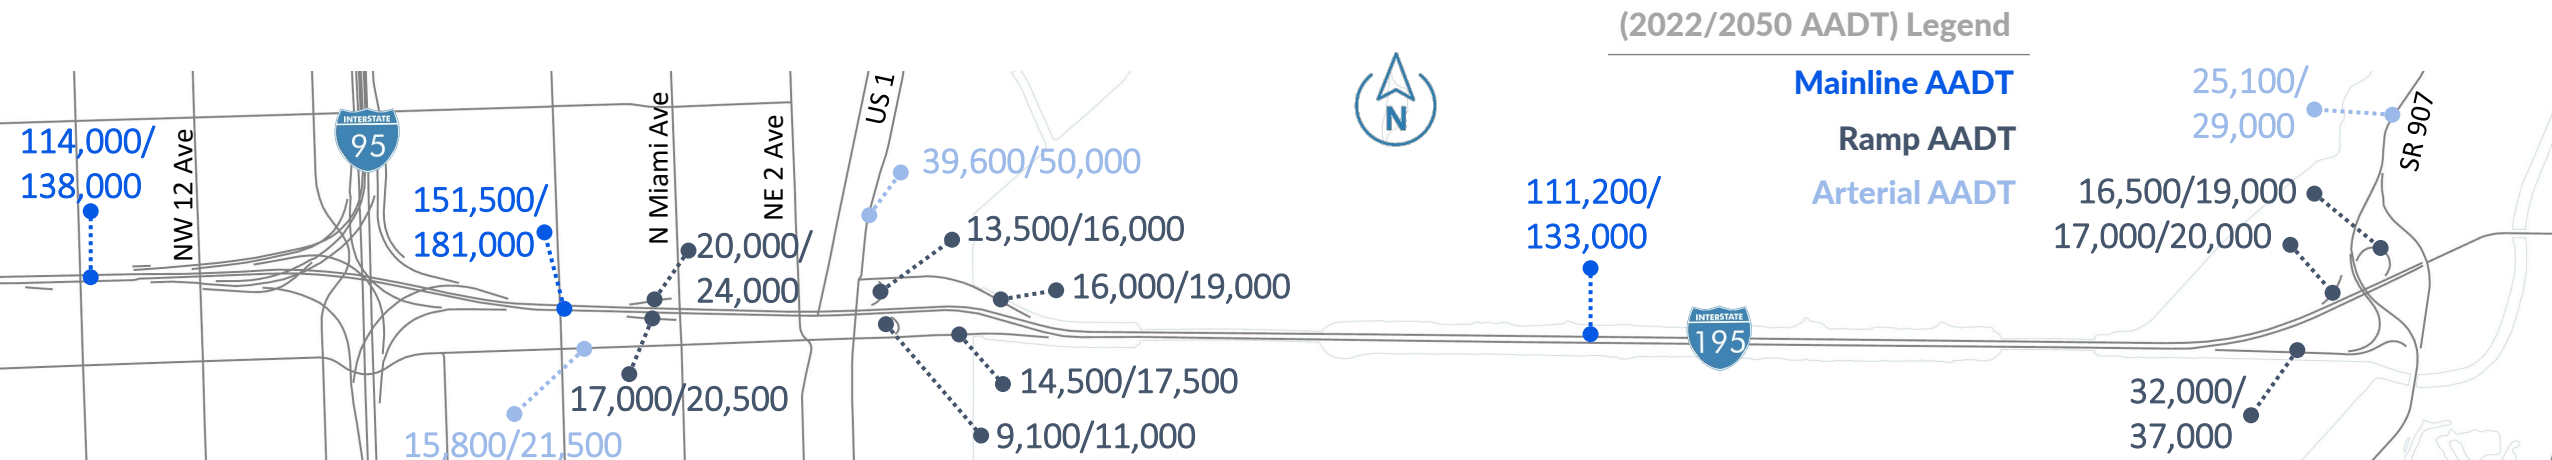 (2022/2050 AADT) Legend
Mainline AADT
Ramp AADT
Arterial AADT
114,000/
138,000
NW 12 Ave
INTERSTATE
95
151,500/
181,000
N Miami Ave
NE 2 Ave
US 1
39,600/50,000
20,000/
24,000
13,500/16,000
16,000/19,000
17,000/20,500
15,800/21,500
14,500/17,500
9,100/11,000
N
111,200/
133,000
INTERSTATE
195
25,100/
29,000
SR 907
16,500/19,000
17,000/20,000
32,000/
37,000